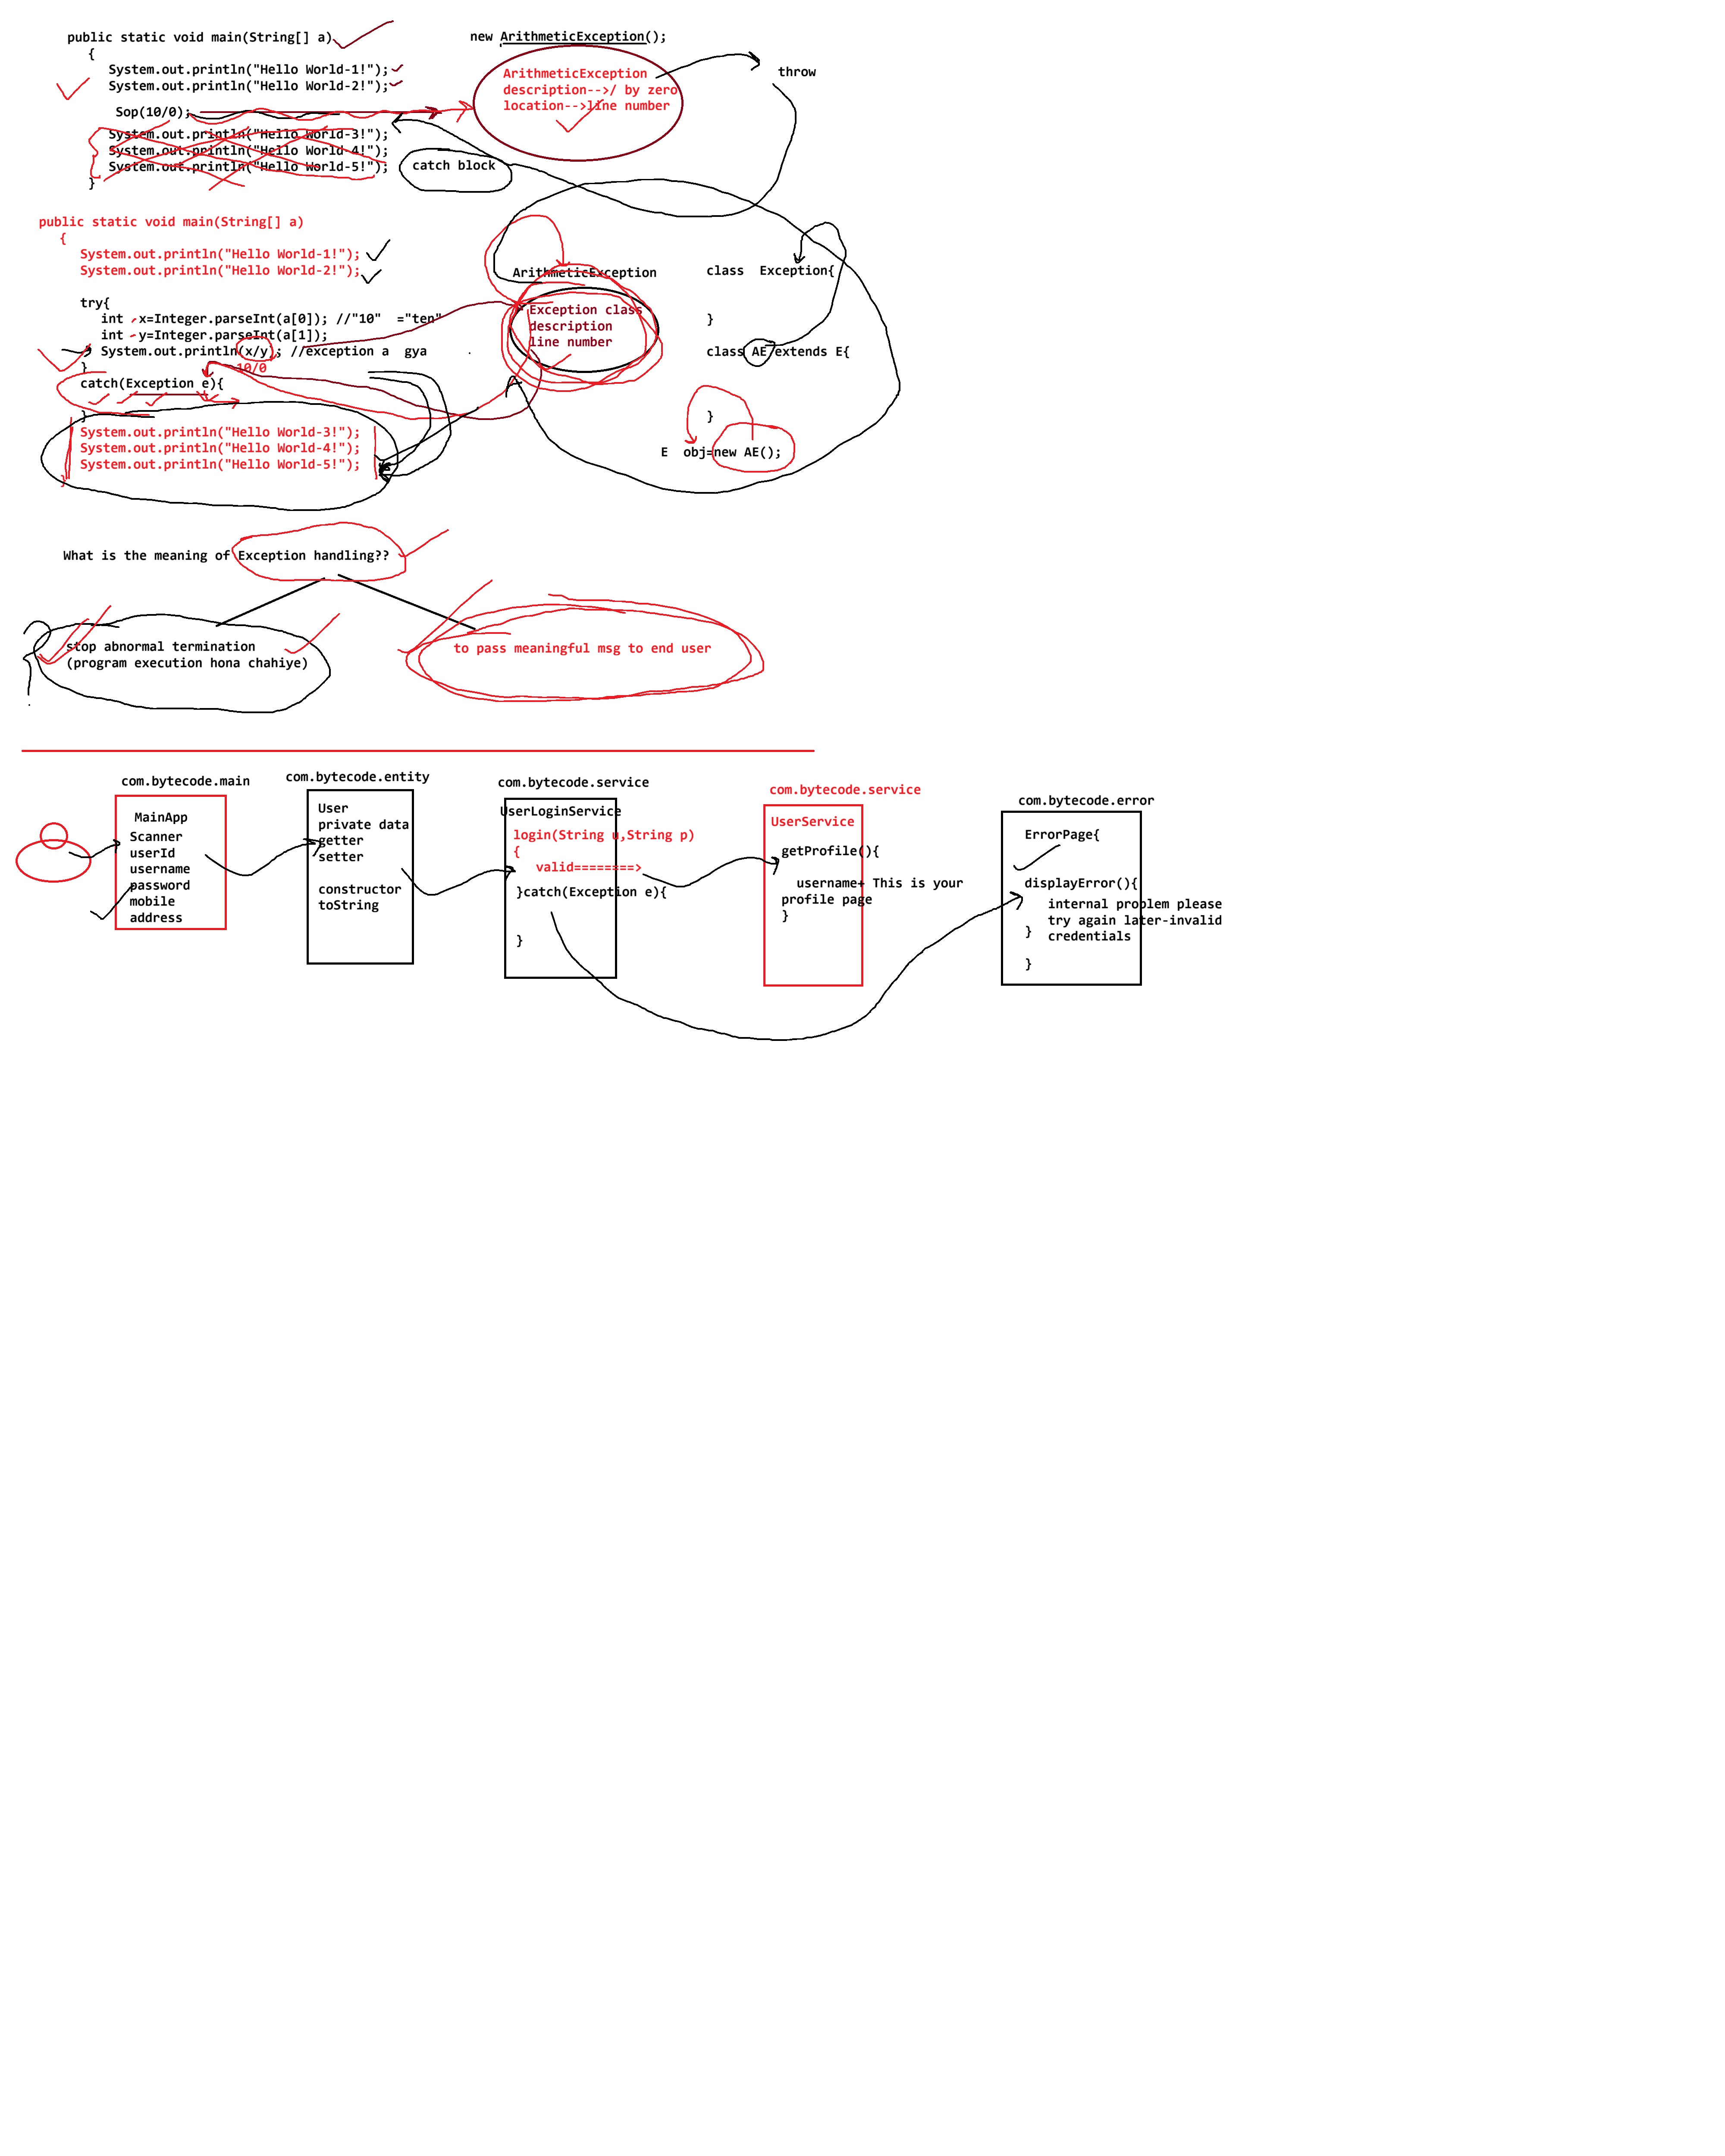 public static void main(String[] a)
{
System.out.println("Hello World-1!");
System.out.println("Hello World-2!");
Sop(10/0);
System.out.println("Hello World-3!");
System.out.println("Hello World-4!");
System.out.println("Hello World-5!");
}
new ArithmeticException();
ArithmeticException
description-->/ by zero
location-->line number
throw
catch block
public static void main(String[] a)
{
System.out.println("Hello World-1!");
System.out.println("Hello World-2!");
try{
int x=Integer.parseInt(a[0]); //"10" ="ten"
int y=Integer.parseInt(a[1]);
System.out.println(x/y); //exception a gya
}
10/0
catch(Exception e){
}
System.out.println("Hello World-3!");
System.out.println("Hello World-4!");
System.out.println("Hello World-5!");
}
ArithmeticException
Exception class
description
line number
class Exception{
}
class AE extends E{
}
E obj=new AE();
What is the meaning of Exception handling??
stop abnormal termination
(program execution hona chahiye)
to pass meaningful msg to end user
com.bytecode.main
MainApp
Scanner
userId
username
password
mobile
address
com.bytecode.entity
User
private data
getter
setter
constructor
toString
com.bytecode.service
UserLoginService
login(String u,String p)
{
valid========>
}catch(Exception e){
}
com.bytecode.service
UserService
getProfile(){
username+ This is your
profile page
}
com.bytecode.error
ErrorPage{
displayError(){
internal problem please
try again later-invalid
} credentials
}